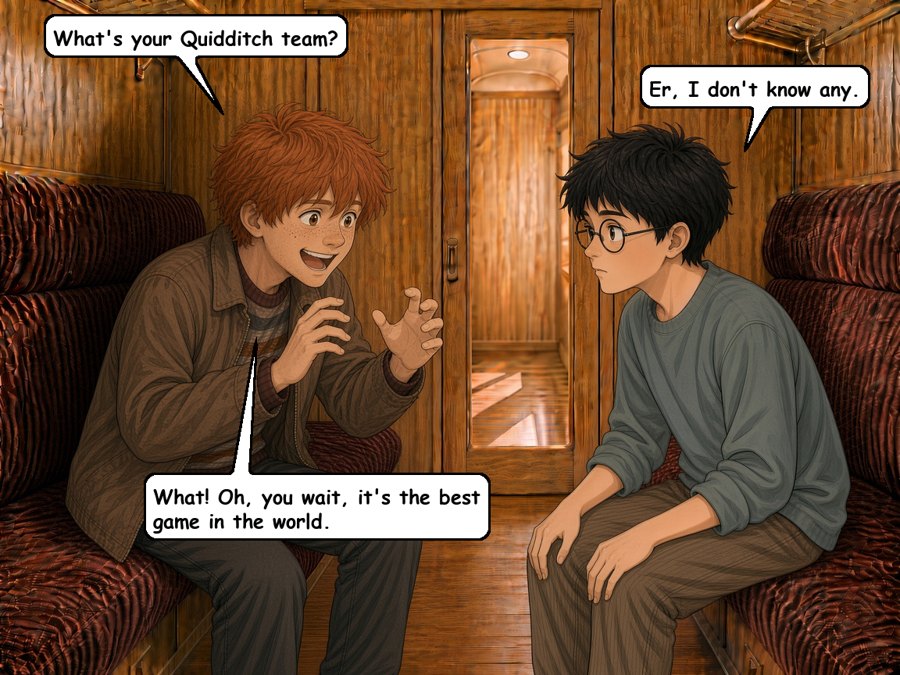 What's your Quidditch team?
Er, I don't know any.
What! Oh, you wait, it's the best
game in the world.